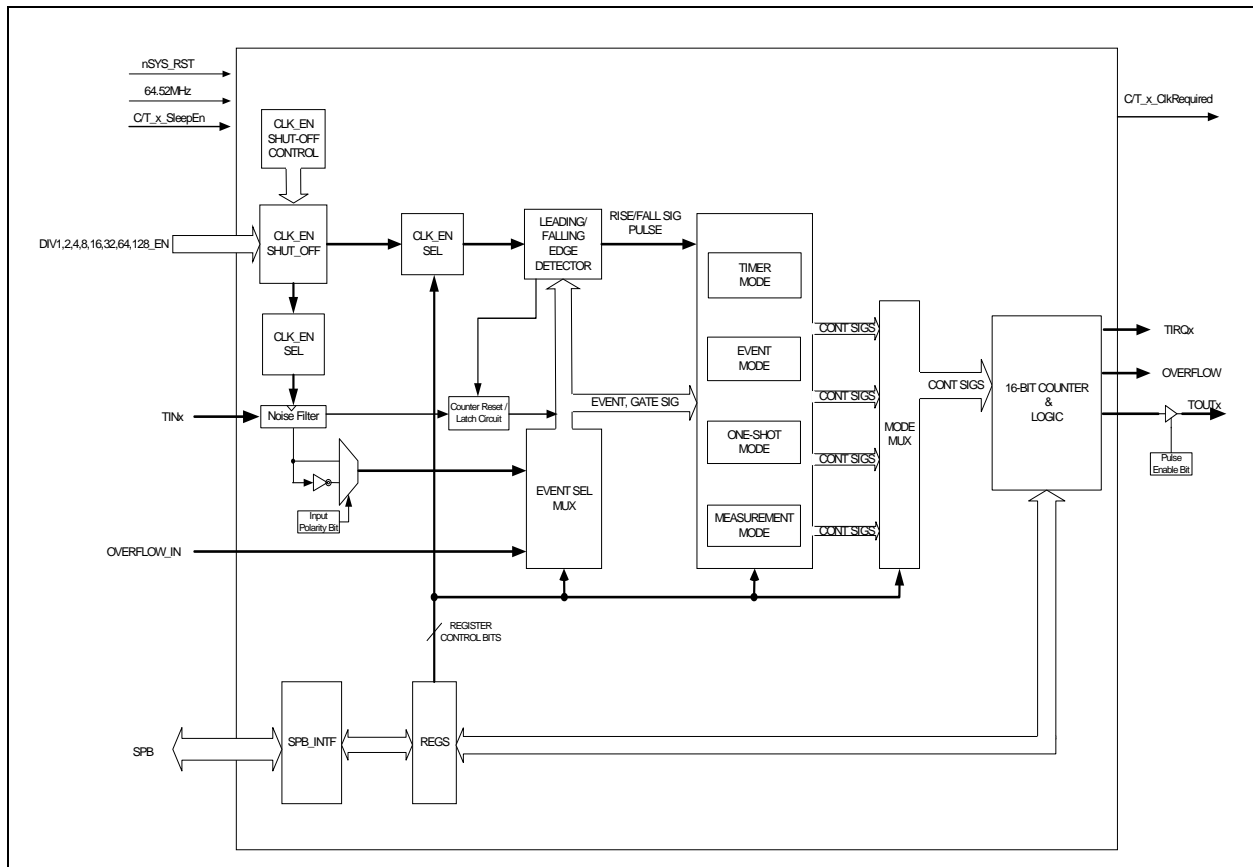 nSYS_RST
64.52MHz
C/T_x_SleepEn
C/T_x_ClkRequired
CLK_EN
SHUT-OFF
CONTROL
DIV1,2,4,8,16,32,64,128_EN
CLK_EN
SHUT_OFF
CLK_EN
SEL
LEADING/
FALLING
EDGE
DETECTOR
RISE/FALL SIG
PULSE
TIMER
MODE
CLK_EN
SEL
CONT SIGS
EVENT
MODE
CONT SIGS
TINx
Noise Filter
Counter Reset /
Latch Circuit
EVENT, GATE SIG
ONE-SHOT
MODE
CONT SIGS
MEASUREMENT
MODE
CONT SIGS
MODE
MUX
CONT SIGS
16-BIT COUNTER
&
LOGIC
TIRQx
OVERFLOW
TOUTx
Pulse
Enable Bit
Input
Polarity Bit
EVENT SEL
MUX
OVERFLOW_IN
REGISTER
CONTROL BITS
SPB
SPB_INTF
REGS